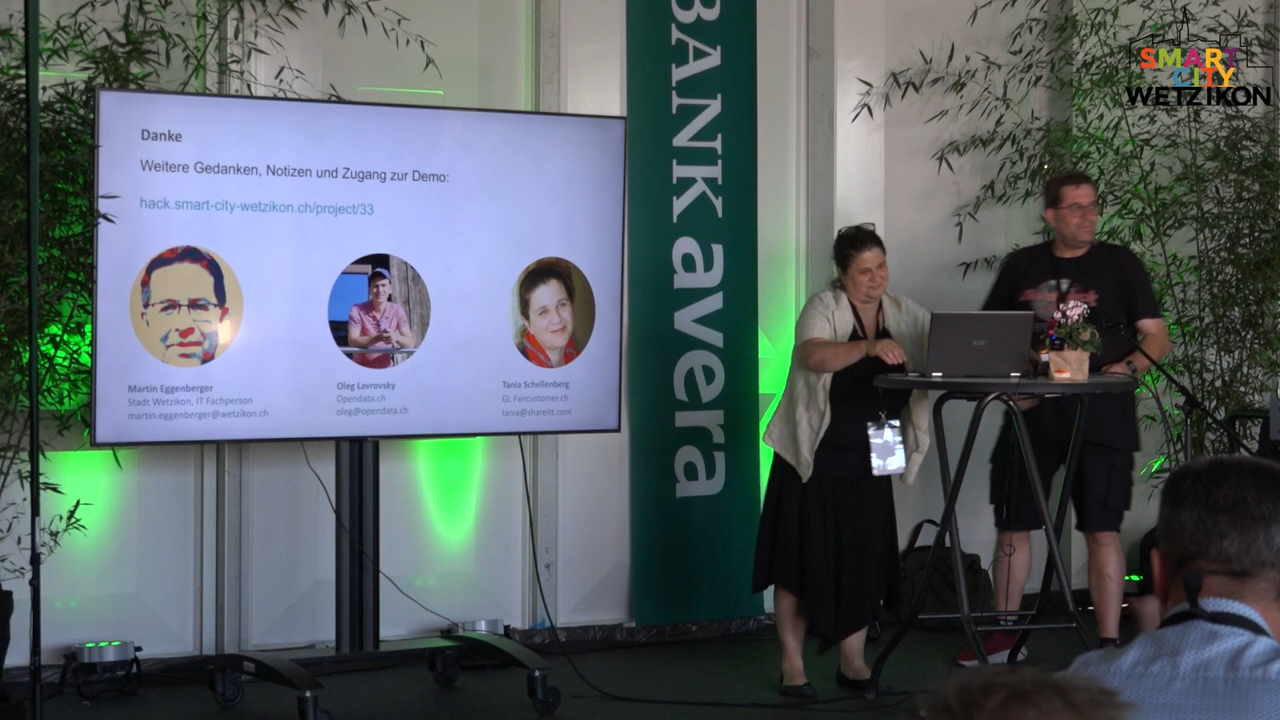 Danke
Weitere Gedanken, Notizen und Zugang zur Demo:
hack.smart-city-wetzikon.ch/project/33
Martin Eggenberger
Stadt Wetzikon, IT Fachperson
martin.eggenberger@wetzikon.ch
Oleg Lavrovsky
Opendata.ch
oleg@opendata.ch
Tania Schellenberg
GL Faircustomer.ch
tania@shareitt.com
BANK avera
SMART
CITY
WETZIKON